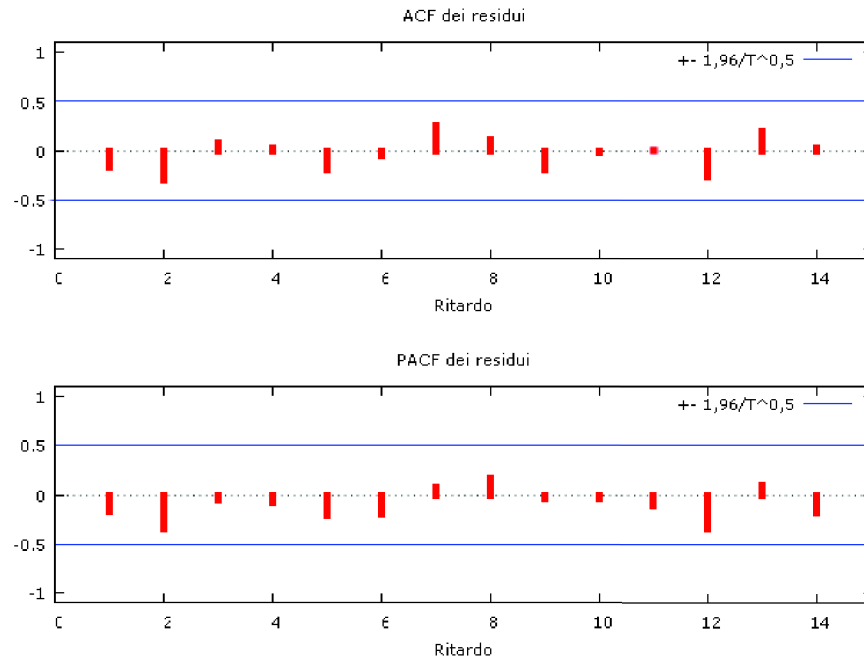 ACF dei residui
1
+- 1,96/T^0,5
0.5
0
-0.5
-1
0 2 4 6 8 10 12 14
Ritardo
PACF dei residui
1
+- 1,96/T^0,5
0.5
0
-0.5
-1
0 2 4 6 8 10 12 14
Ritardo